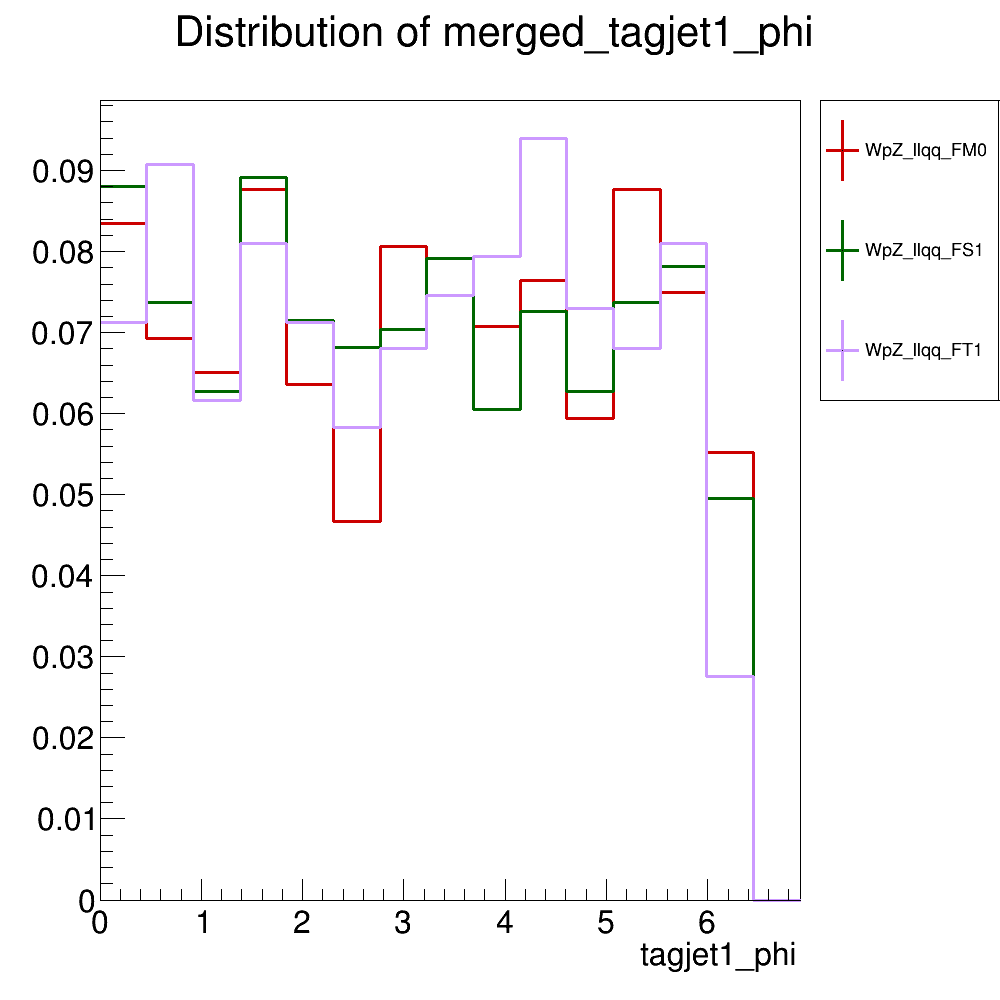 Distribution of merged_tagjet1_phi
0.09
0.08
0.07
0.06
0.05
0.04
0.03
0.02
0.01
0
0 1 2 3 4 5 6
tagjet1_phi
WpZ_llqq_FM0
WpZ_llqq_FS1
WpZ_llqq_FT1